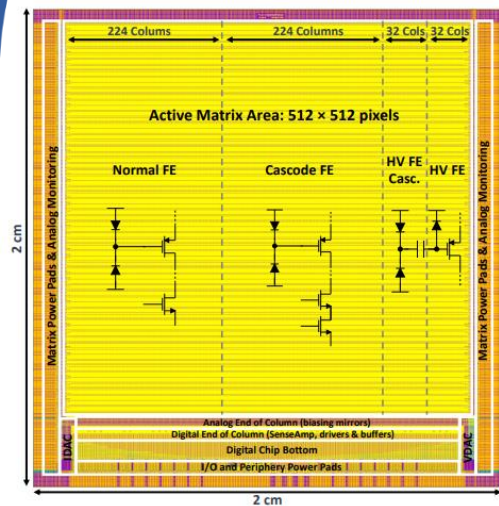 224 Colums
224 Columns
32 Cols
32 Cols
Active Matrix Area: 512 × 512 pixels
Normal FE
Cascode FE
HV FE
Casc.
HV FE
Matrix Power Pads & Analog Monitoring
Matrix Power Pads & Analog Monitoring
2 cm
Analog End of Column (biasing mirrors)
Digital End of Column (SenseAmp, drivers & buffers)
IDAC
Digital Chip Bottom
VDAC
I/O and Periphery Power Pads
2 cm